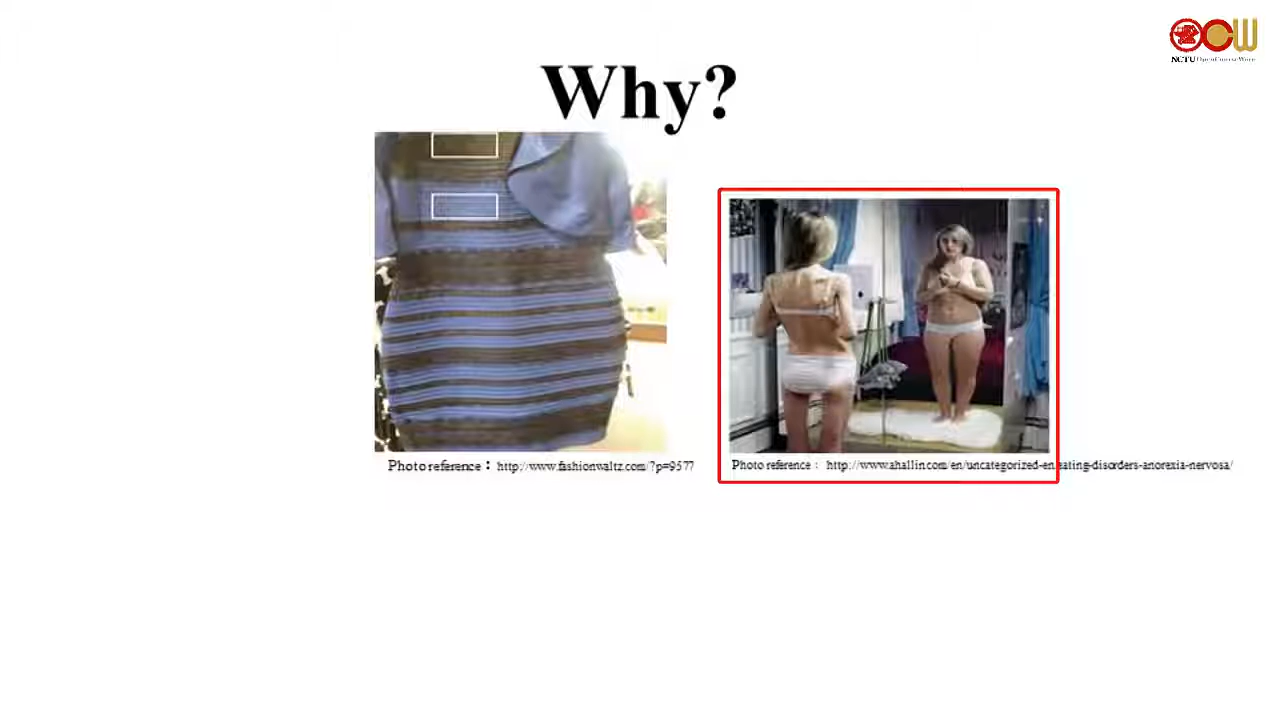 OCW
NCTU OpenCourseWare
Why?
Photo reference： http://www.fashionwaltz.com/?p=9577
Photo reference： http://www.ahallin.com/en/uncategorized-en/eating-disorders-anorexia-nervosa/